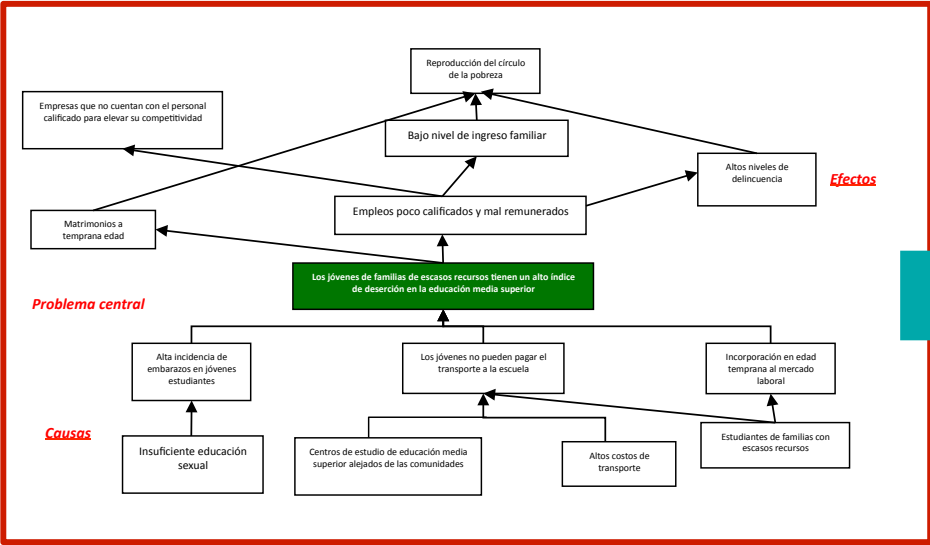 Reproducción del círculo
de la pobreza
Empresas que no cuentan con el personal
calificado para elevar su competitividad
Bajo nivel de ingreso familiar
Altos niveles de
delincuencia
Efectos
Matrimonios a
temprana edad
Empleos poco calificados y mal remunerados
Los jóvenes de familias de escasos recursos tienen un alto índice
de deserción en la educación media superior
Problema central
Alta incidencia de
embarazos en jóvenes
estudiantes
Los jóvenes no pueden pagar el
transporte a la escuela
Incorporación en edad
temprana al mercado
laboral
Causas
Insuficiente educación
sexual
Centros de estudio de educación media
superior alejados de las comunidades
Altos costos de
transporte
Estudiantes de familias con
escasos recursos